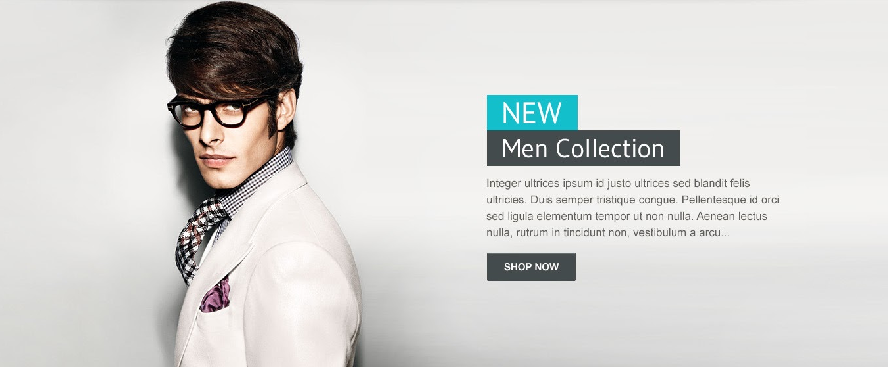 NEW
Men Collection
Integer ultrices ipsum id justo ultrices sed blandit felis
ultricies. Duis semper tristique congue. Pellentesque id orci
sed ligula elementum tempor ut non nulla. Aenean lectus
nulla, rutrum in tincidunt non, vestibulum a arcu...
SHOP NOW